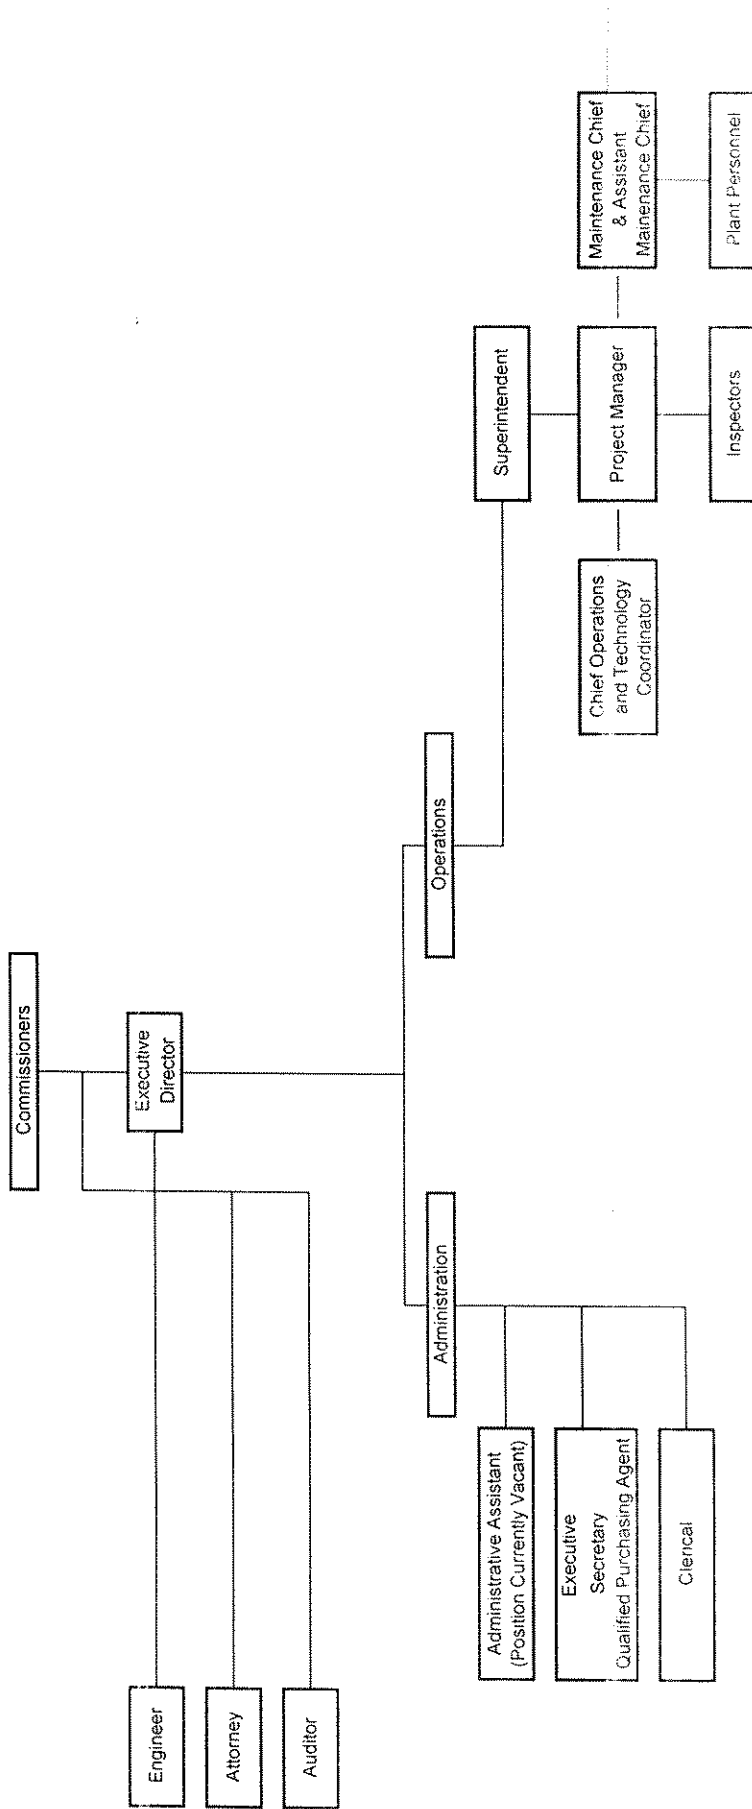 Commissioners
Executive
Director
Engineer
Attorney
Auditor
Administration
Operations
Administrative Assistant
(Position Currently Vacant)
Executive
Secretary
Qualified Purchasing Agent
Clerical
Superintendent
Chief Operations
and Technology
Coordinator
Project Manager
Maintenance Chief
& Assistant
Mainenance Chief
Inspectors
Plant Personnel